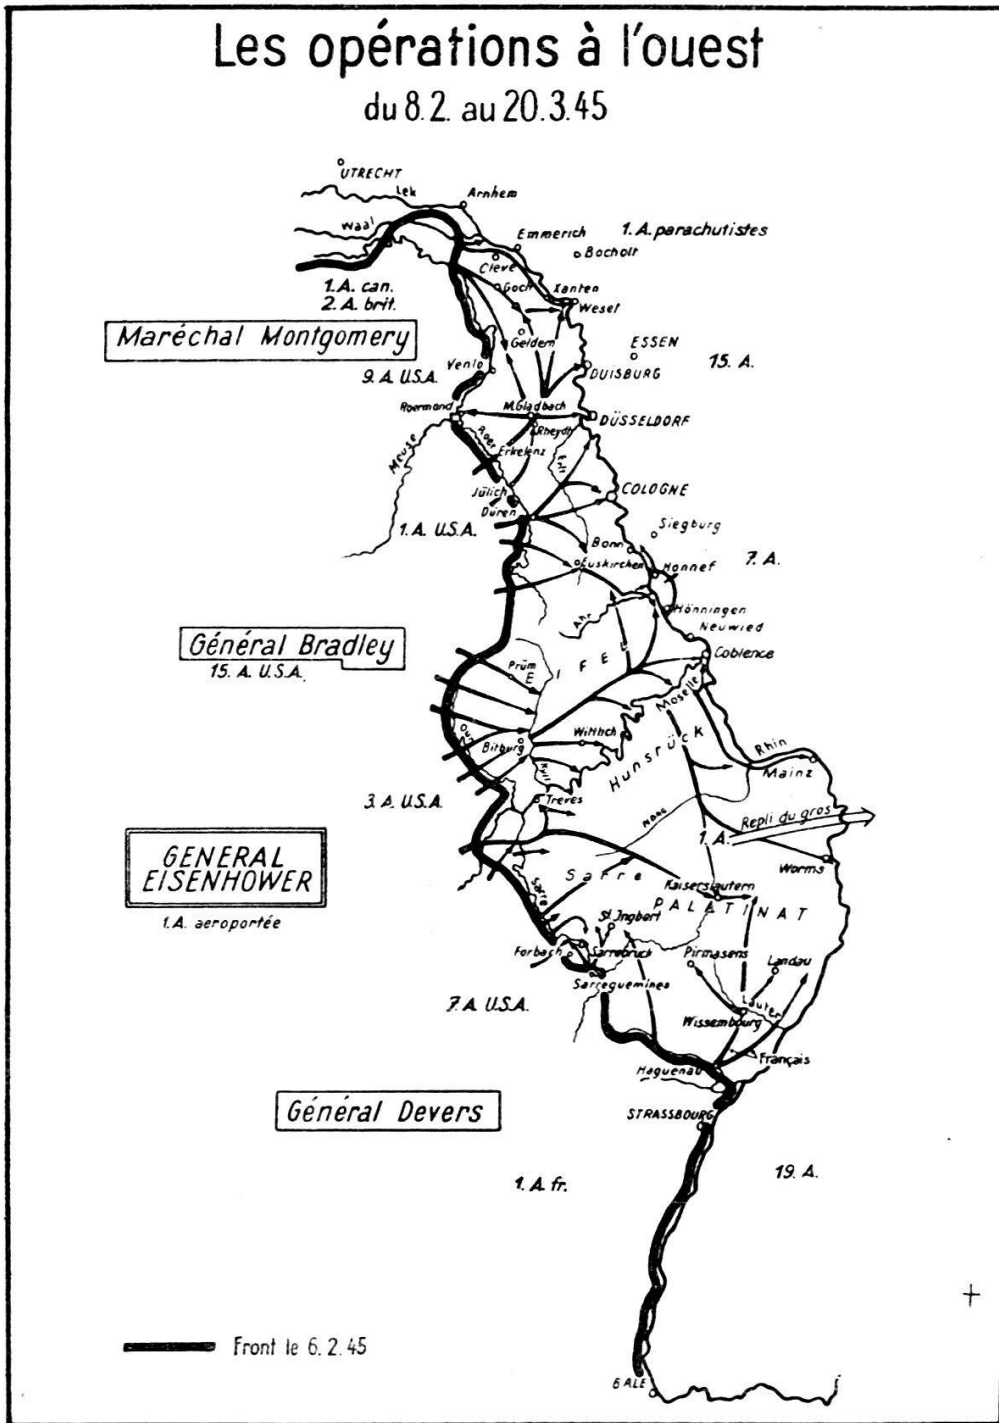 Les opérations à l'ouest
du 8.2. au 20.3.45
UTRECHT
Lek
Arnhem
Waal
Emmerich
1. A. parachutistes
Bocholt
Cleve
1. A. can.
Goch
Xanten
2. A. brit.
Wesel
Maréchal Montgomery
Geldern
ESSEN
Venlo
15. A.
9. A. U.S.A.
DUISBURG
Roermond
M.Gladbach
DÜSSELDORF
Rheydt
Meuse
Roer
Erkelenz
Erft
Jülich
COLOGNE
Düren
1. A. U.S.A.
Siegburg
Bonn
7. A.
Euskirchen
Honnef
Ahr
Hönningen
Neuwied
Général Bradley
Coblence
15. A. U.S.A.
Prüm
EIFEL
Moselle
Our
Bitburg
Wittlich
Hunsrück
Rhin
Kyll
Mainz
3. A. U.S.A.
Treves
Repli du gros
1. A.
GENERAL
EISENHOWER
Worms
Sarre
Kaiserslautern
1. A. aeroportée
Sarre
PALATINAT
St. Ingbert
Forbach
Sarrebruck
Pirmasens
Landau
Sarreguemines
7. A. U.S.A.
Lauter
Wissembourg
Français
Haguenau
Général Devers
STRASSBOURG
1. A. fr.
19. A.
Front le 6. 2. 45
BALE